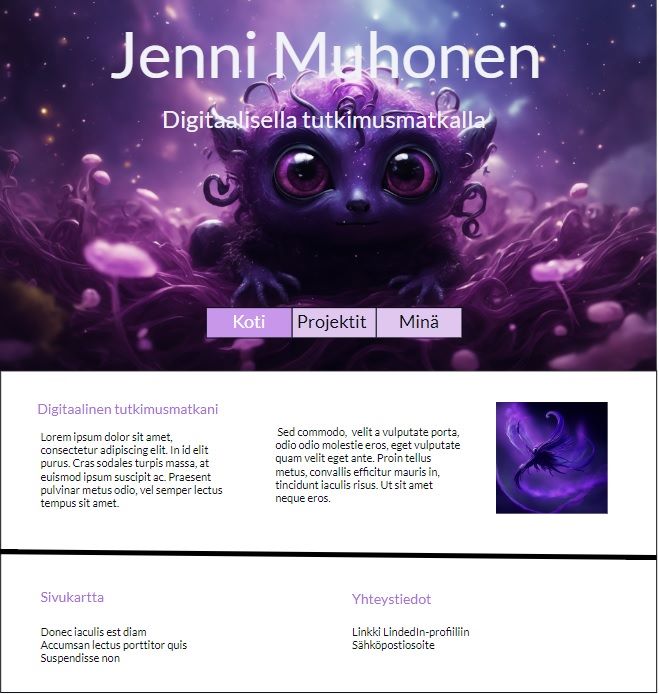 Jenni Muhonen
Digitaalisella tutkimusmatkalla
Koti Projektit Minä
Digitaalinen tutkimusmatkani
Lorem ipsum dolor sit amet,
consectetur adipiscing elit. In id elit
purus. Cras sodales turpis massa, at
euismod ipsum suscipit ac. Praesent
pulvinar metus odio, vel semper lectus
tempus sit amet.
Sed commodo, velit a vulputate porta,
odio odio molestie eros, eget vulputate
quam velit eget ante. Proin tellus
metus, convallis efficitur mauris in,
tincidunt iaculis risus. Ut sit amet
neque eros.
Sivukartta
Donec iaculis est diam
Accumsan lectus porttitor quis
Suspendisse non
Yhteystiedot
Linkki LindedIn-profiiliin
Sähköpostiosoite